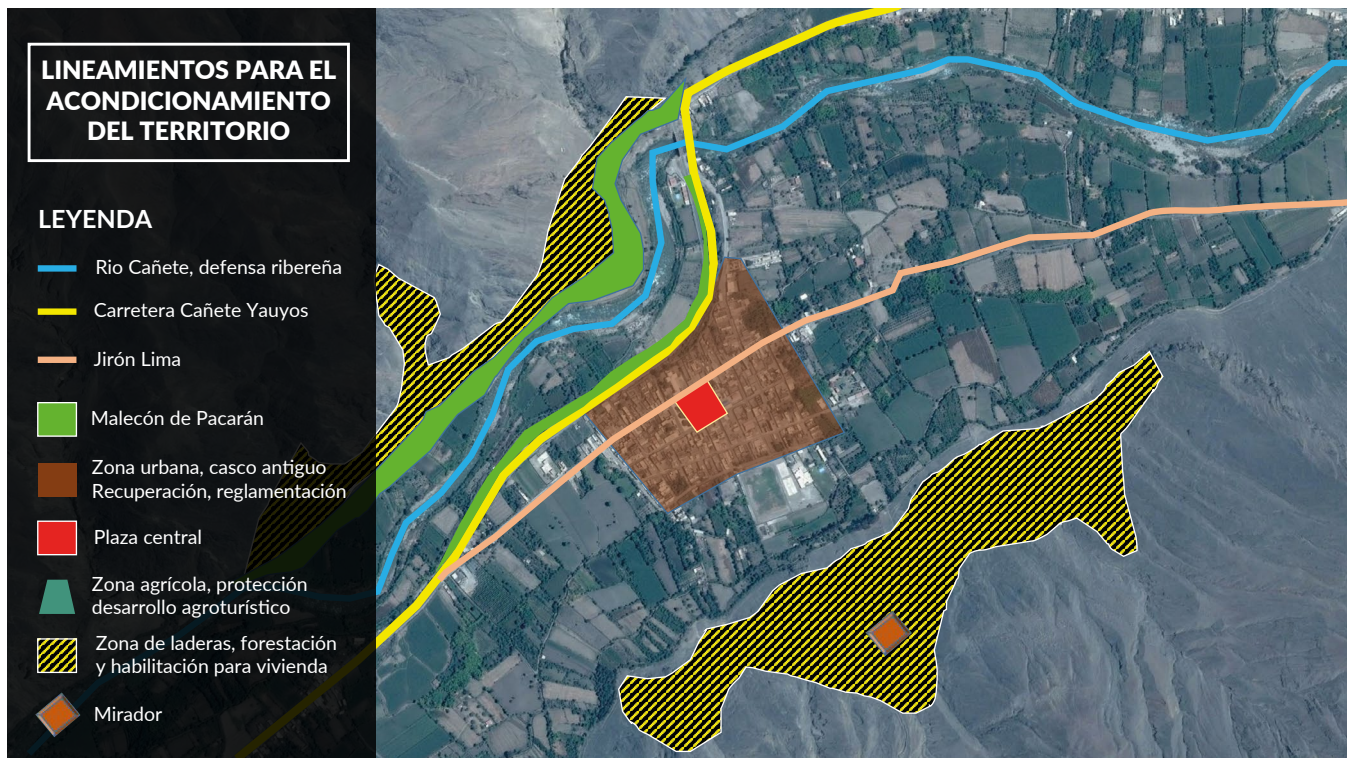 LINEAMIENTOS PARA EL
ACONDICIONAMIENTO
DEL TERRITORIO
LEYENDA
Rio Cañete, defensa ribereña
Carretera Cañete Yauyos
Jirón Lima
Malecón de Pacarán
Zona urbana, casco antiguo
Recuperación, reglamentación
Plaza central
Zona agrícola, protección
desarrollo agroturístico
Zona de laderas, forestación
y habilitación para vivienda
Mirador